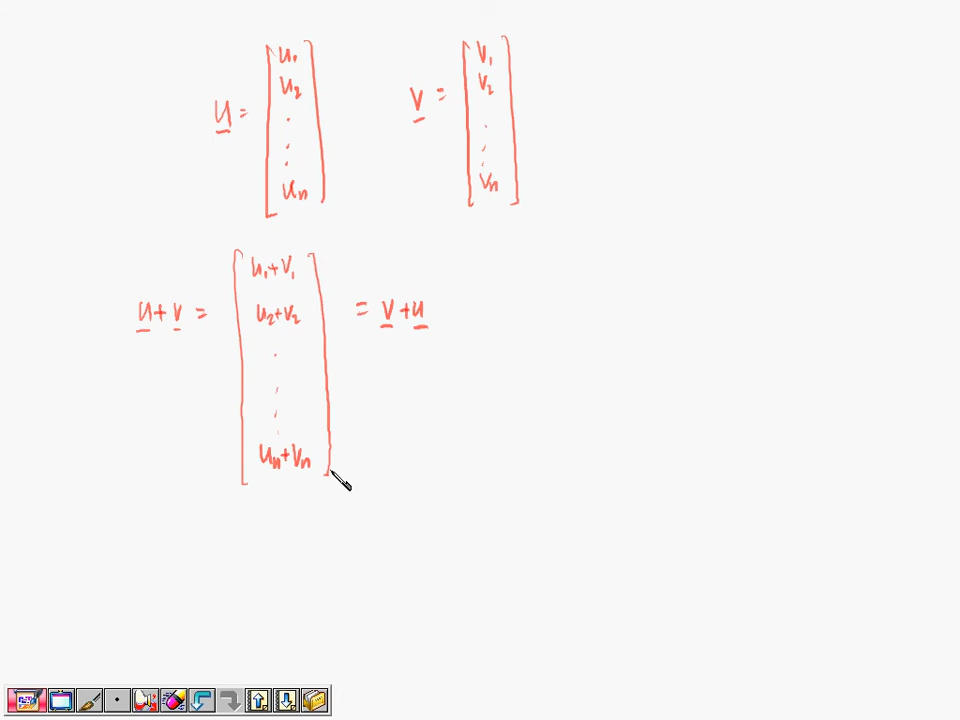 u = [ u₁ u₂ . . . uₙ ] v = [ v₁ v₂ . . . vₙ ]
u + v = [ u₁+v₁ u₂+v₂ . . . . uₙ+vₙ ] = v + u